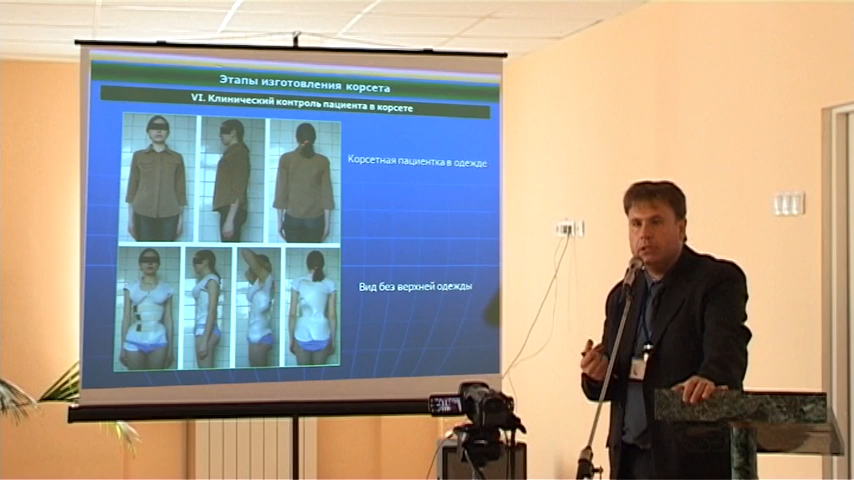 Этапы изготовления корсета
VI. Клинический контроль пациента в корсете
Корсетная пациентка в одежде
Вид без верхней одежды